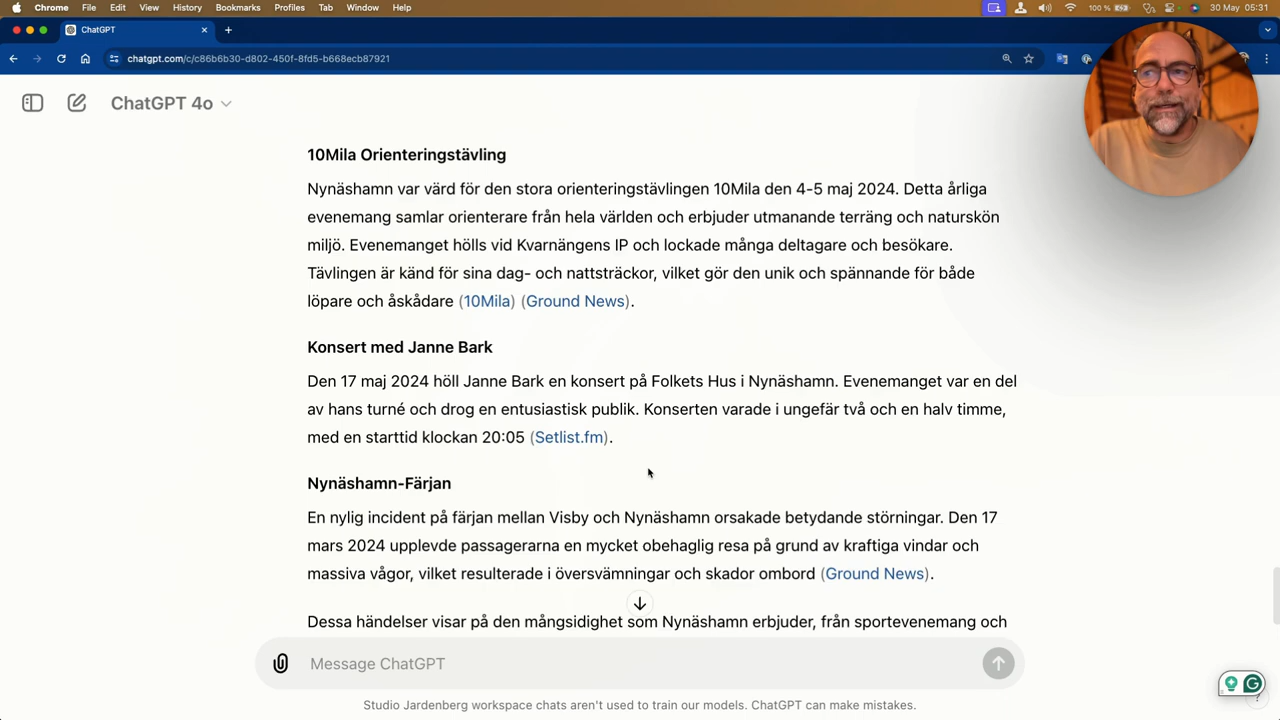 Chrome File Edit View History Bookmarks Profiles Tab Window Help 100 % 30 May 05:31
ChatGPT
chatgpt.com/c/c86b6b30-d802-450f-8fd5-b668ecb87921
ChatGPT 4o
10Mila Orienteringstävling
Nynäshamn var värd för den stora orienteringstävlingen 10Mila den 4-5 maj 2024. Detta årliga
evenemang samlar orienterare från hela världen och erbjuder utmanande terräng och naturskön
miljö. Evenemanget hölls vid Kvarnängens IP och lockade många deltagare och besökare.
Tävlingen är känd för sina dag- och nattsträckor, vilket gör den unik och spännande för både
löpare och åskådare (10Mila) (Ground News).
Konsert med Janne Bark
Den 17 maj 2024 höll Janne Bark en konsert på Folkets Hus i Nynäshamn. Evenemanget var en del
av hans turné och drog en entusiastisk publik. Konserten varade i ungefär två och en halv timme,
med en starttid klockan 20:05 (Setlist.fm).
Nynäshamn-Färjan
En nylig incident på färjan mellan Visby och Nynäshamn orsakade betydande störningar. Den 17
mars 2024 upplevde passagerarna en mycket obehaglig resa på grund av kraftiga vindar och
massiva vågor, vilket resulterade i översvämningar och skador ombord (Ground News).
Dessa händelser visar på den mångsidighet som Nynäshamn erbjuder, från sportevenemang och
Message ChatGPT
Studio Jardenberg workspace chats aren't used to train our models. ChatGPT can make mistakes.